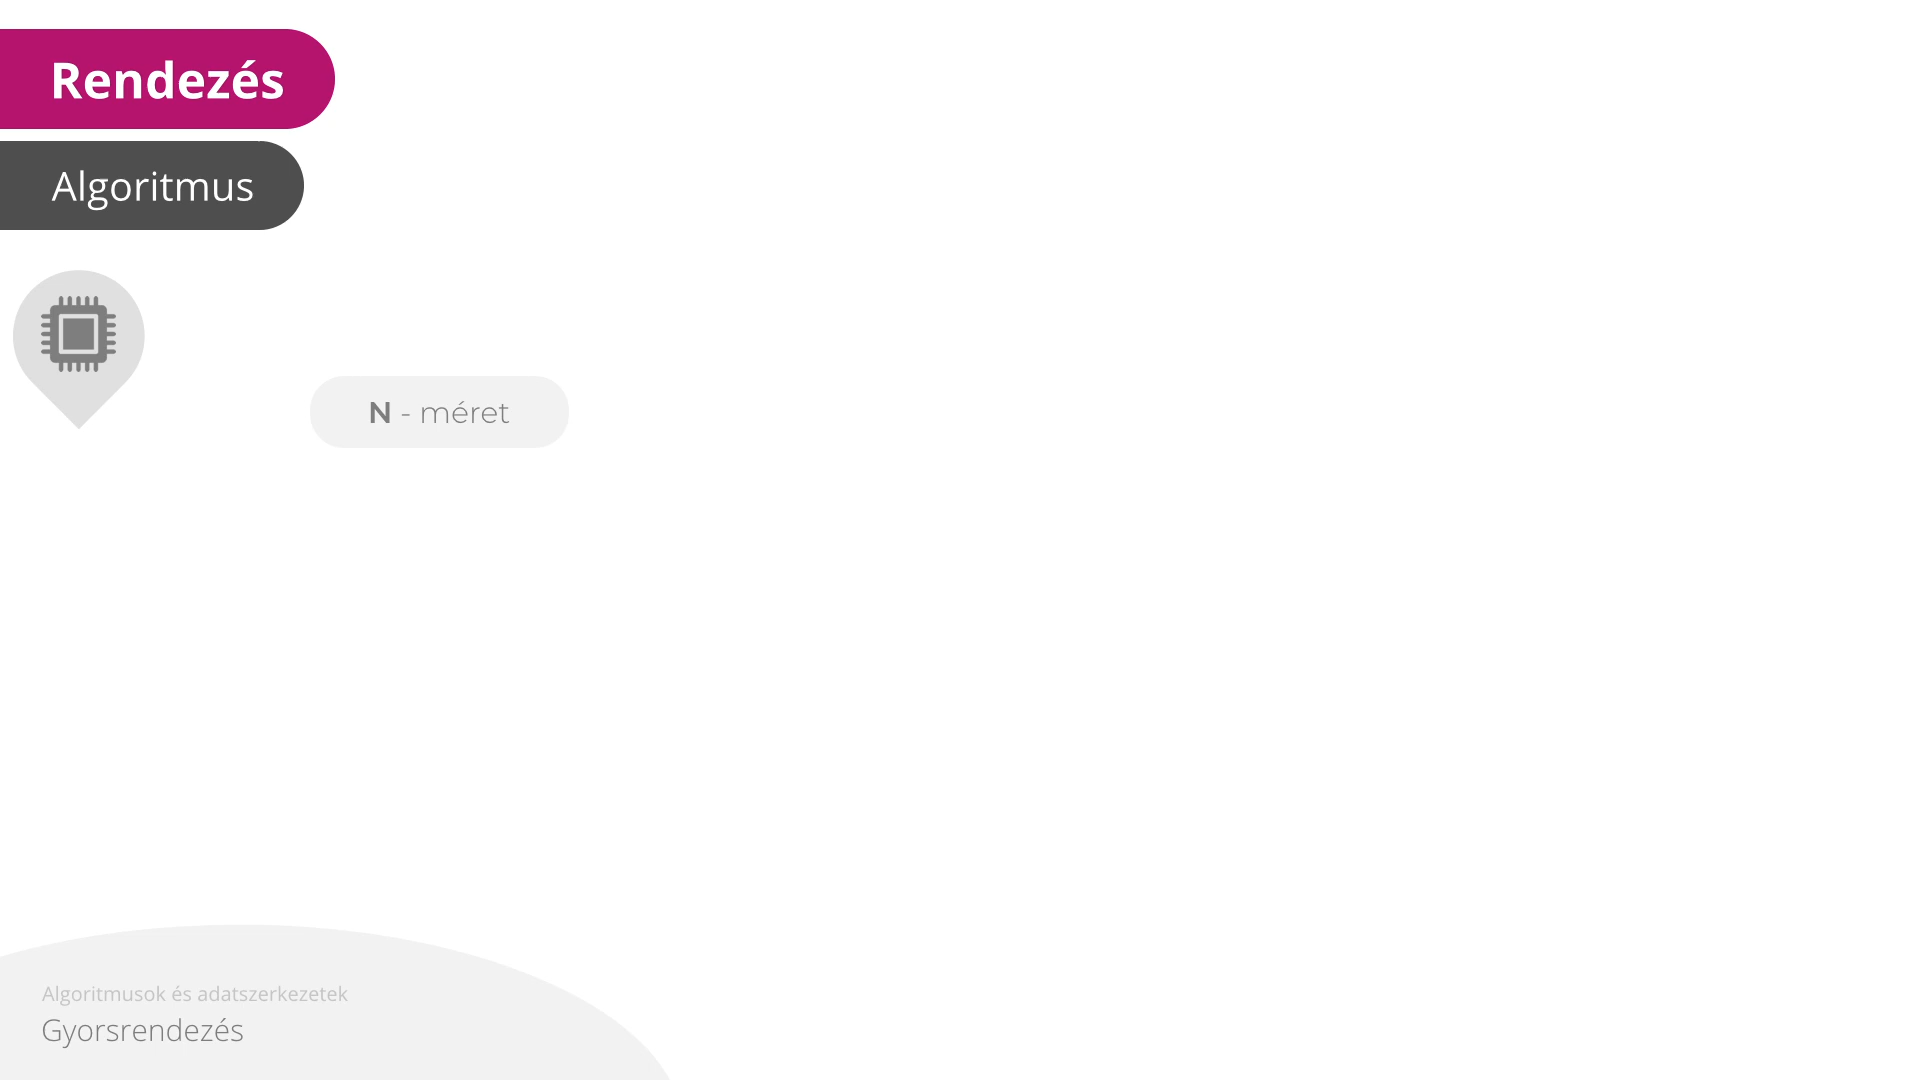 Rendezés
Algoritmus
N - méret
Algoritmusok és adatszerkezetek
Gyorsrendezés